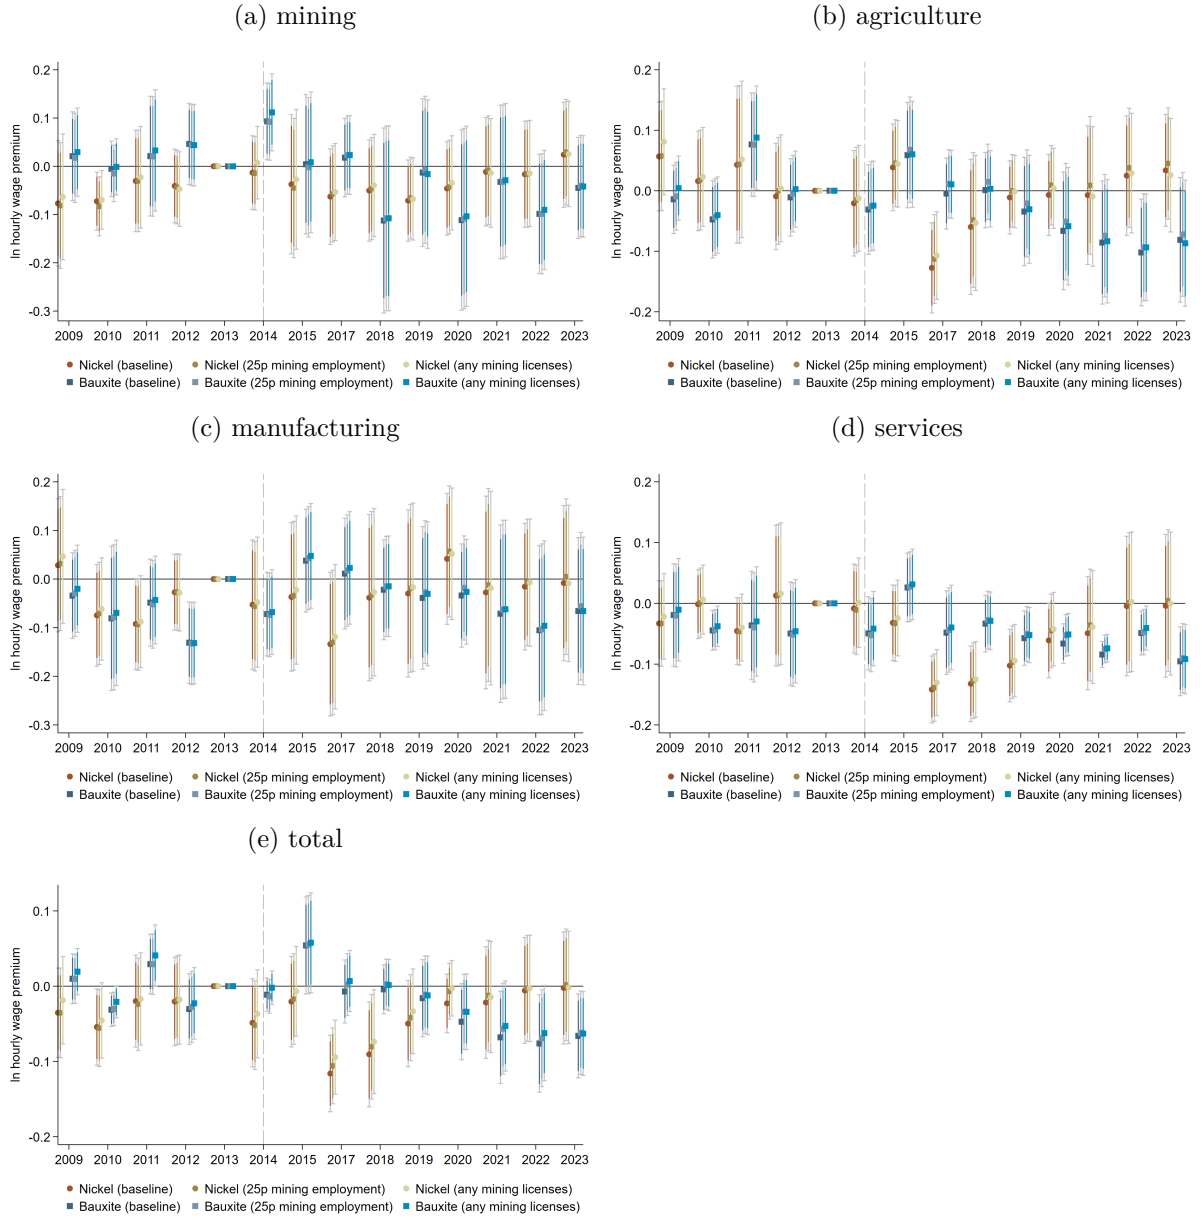 (a) mining
ln hourly wage premium
0.2
0.1
0.0
-0.1
-0.2
-0.3
2009 2010 2011 2012 2013 2014 2015 2017 2018 2019 2020 2021 2022 2023
Nickel (baseline) Nickel (25p mining employment) Nickel (any mining licenses)
Bauxite (baseline) Bauxite (25p mining employment) Bauxite (any mining licenses)
(b) agriculture
ln hourly wage premium
0.2
0.1
0.0
-0.1
-0.2
2009 2010 2011 2012 2013 2014 2015 2017 2018 2019 2020 2021 2022 2023
Nickel (baseline) Nickel (25p mining employment) Nickel (any mining licenses)
Bauxite (baseline) Bauxite (25p mining employment) Bauxite (any mining licenses)
(c) manufacturing
ln hourly wage premium
0.2
0.1
0.0
-0.1
-0.2
-0.3
2009 2010 2011 2012 2013 2014 2015 2017 2018 2019 2020 2021 2022 2023
Nickel (baseline) Nickel (25p mining employment) Nickel (any mining licenses)
Bauxite (baseline) Bauxite (25p mining employment) Bauxite (any mining licenses)
(d) services
ln hourly wage premium
0.2
0.1
0.0
-0.1
-0.2
2009 2010 2011 2012 2013 2014 2015 2017 2018 2019 2020 2021 2022 2023
Nickel (baseline) Nickel (25p mining employment) Nickel (any mining licenses)
Bauxite (baseline) Bauxite (25p mining employment) Bauxite (any mining licenses)
(e) total
ln hourly wage premium
0.1
0.0
-0.1
-0.2
2009 2010 2011 2012 2013 2014 2015 2017 2018 2019 2020 2021 2022 2023
Nickel (baseline) Nickel (25p mining employment) Nickel (any mining licenses)
Bauxite (baseline) Bauxite (25p mining employment) Bauxite (any mining licenses)